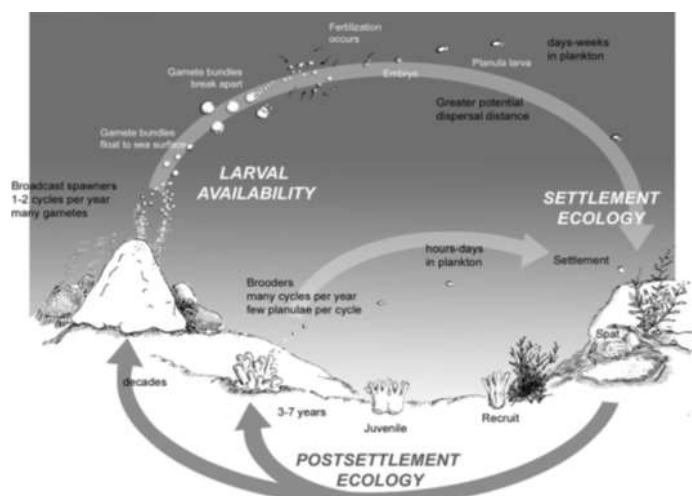 Fertilization
occurs
Gamete bundles
break apart
Embryo
Planula larva
days-weeks
in plankton
Gamete bundles
float to sea surface
Greater potential
dispersal distance
LARVAL
AVAILABILITY
Broadcast spawners
1-2 cycles per year
many gametes
SETTLEMENT
ECOLOGY
hours-days
in plankton
Settlement
Brooders
many cycles per year
few planulae per cycle
Spat
decades
3-7 years
Juvenile
Recruit
POSTSETTLEMENT
ECOLOGY